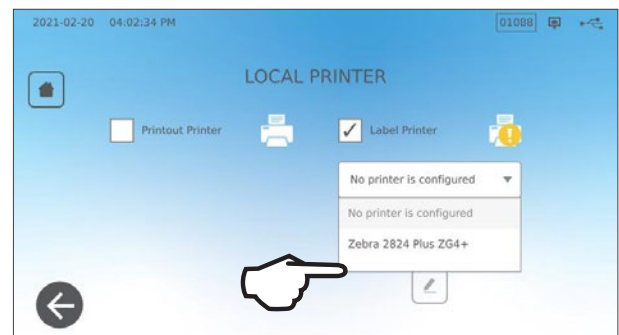 2021-02-20 04:02:34 PM 01088
LOCAL PRINTER
Printout Printer Label Printer
No printer is configured
No printer is configured
Zebra 2824 Plus ZG4+